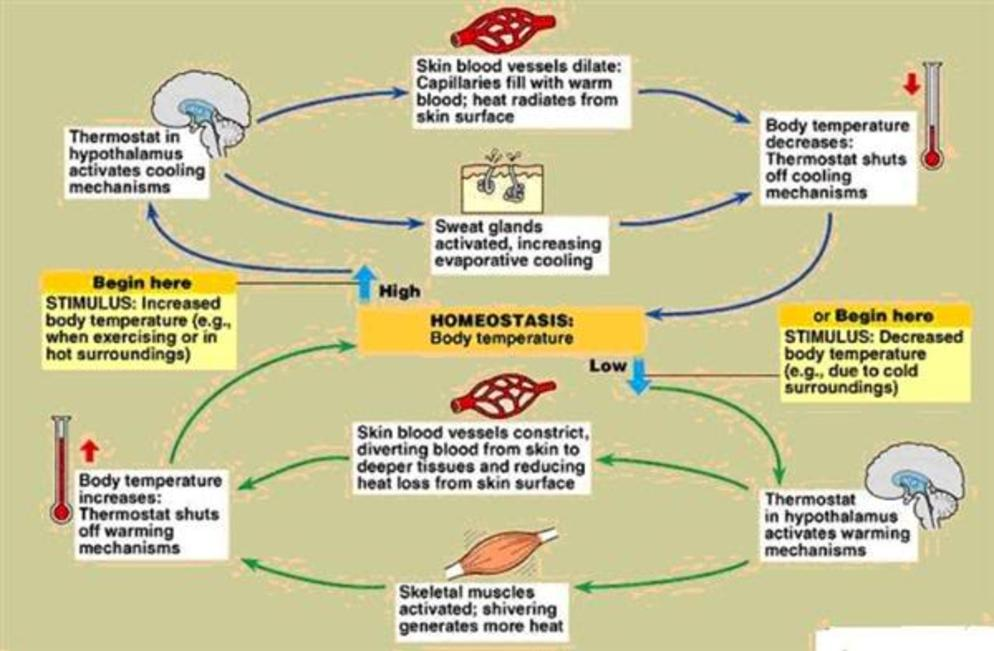 Skin blood vessels dilate:
Capillaries fill with warm
blood; heat radiates from
skin surface
Thermostat in
hypothalamus
activates cooling
mechanisms
Body temperature
decreases:
Thermostat shuts
off cooling
mechanisms
Sweat glands
activated, increasing
evaporative cooling
Begin here
STIMULUS: Increased
body temperature (e.g.,
when exercising or in
hot surroundings)
High
HOMEOSTASIS:
Body temperature
or Begin here
STIMULUS: Decreased
body temperature
(e.g., due to cold
surroundings)
Low
Skin blood vessels constrict,
diverting blood from skin to
deeper tissues and reducing
heat loss from skin surface
Body temperature
increases:
Thermostat shuts
off warming
mechanisms
Thermostat
in hypothalamus
activates warming
mechanisms
Skeletal muscles
activated; shivering
generates more heat